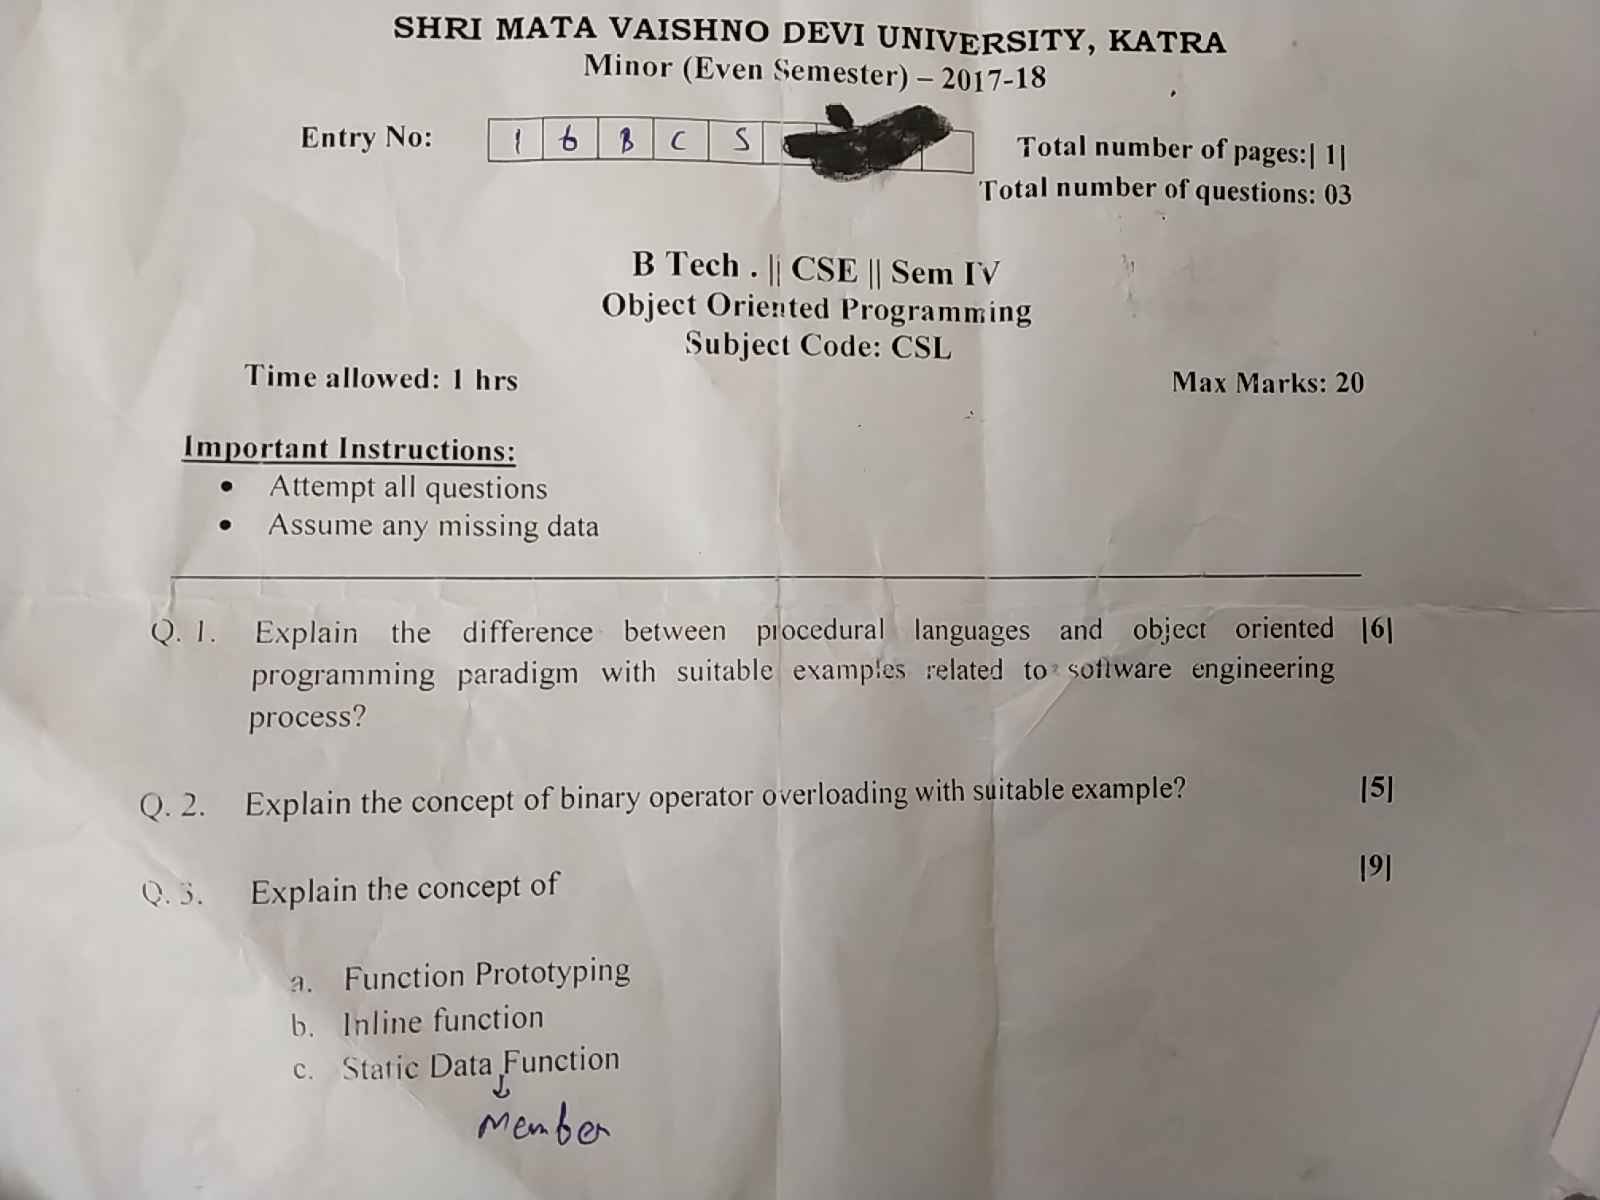 SHRI MATA VAISHNO DEVI UNIVERSITY, KATRA
Minor (Even Semester) – 2017-18
Entry No: 1 6 B C S
Total number of pages:| 1|
Total number of questions: 03
B Tech . || CSE || Sem IV
Object Oriented Programming
Subject Code: CSL
Time allowed: 1 hrs Max Marks: 20
Important Instructions:
• Attempt all questions
• Assume any missing data
Q. 1. Explain the difference between procedural languages and object oriented |6|
programming paradigm with suitable examples related to software engineering
process?
Q. 2. Explain the concept of binary operator overloading with suitable example? |5|
Q. 3. Explain the concept of |9|
a. Function Prototyping
b. Inline function
c. Static Data Function
Member